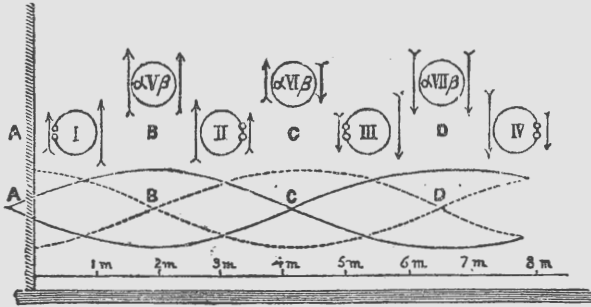 αVβ αVIβ αVIIβ
A I B II C III D IV
A B C D
1m 2m 3m 4m 5m 6m 7m 8m